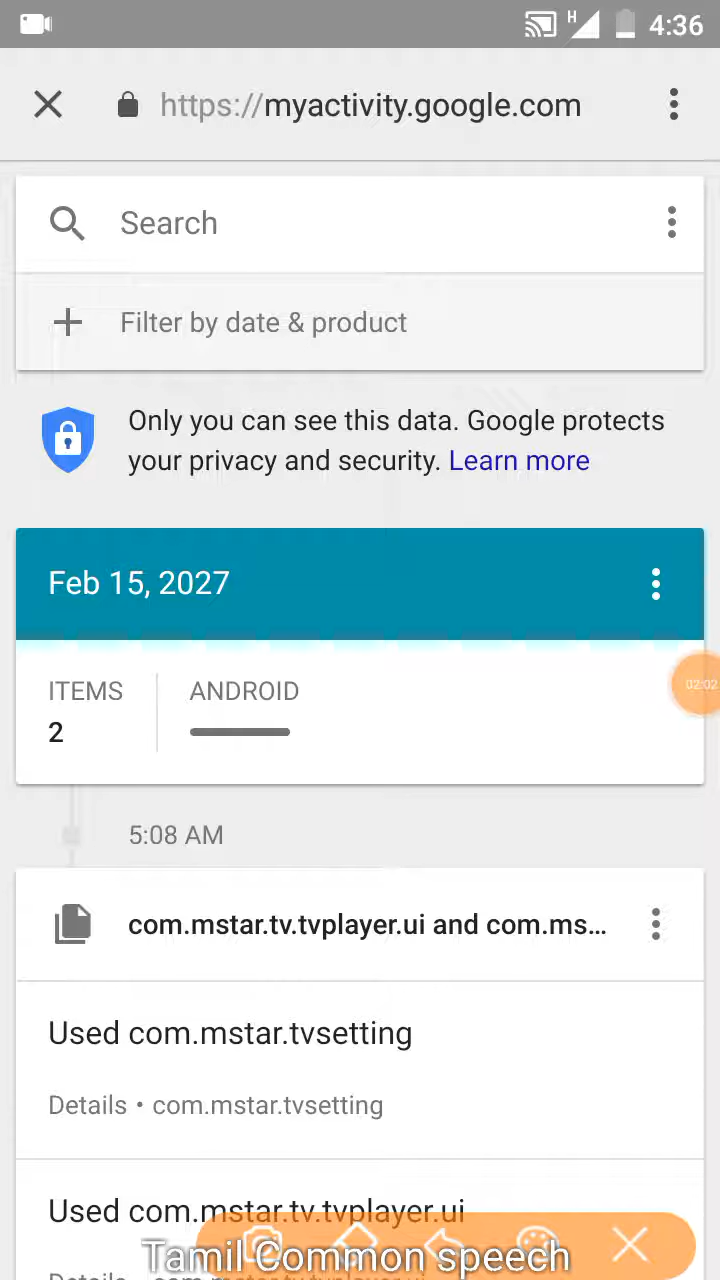 H 4:36
https://myactivity.google.com
Search
Filter by date & product
Only you can see this data. Google protects
your privacy and security. Learn more
Feb 15, 2027
ITEMS ANDROID
2
02:02
5:08 AM
com.mstar.tv.tvplayer.ui and com.ms...
Used com.mstar.tvsetting
Details • com.mstar.tvsetting
Used com.mstar.tv.tvplayer.ui
Tamil Common speech